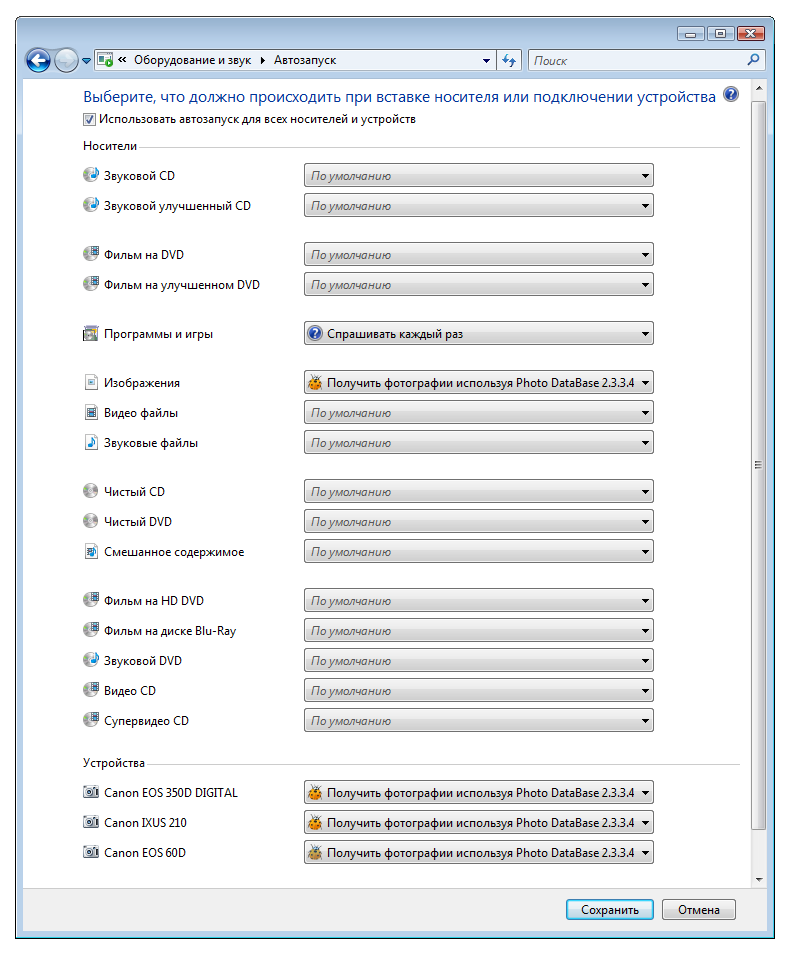 « Оборудование и звук Автозапуск Поиск
Выберите, что должно происходить при вставке носителя или подключении устройства
Использовать автозапуск для всех носителей и устройств
Носители
Звуковой CD По умолчанию
Звуковой улучшенный CD По умолчанию
Фильм на DVD По умолчанию
Фильм на улучшенном DVD По умолчанию
Программы и игры Спрашивать каждый раз
Изображения Получить фотографии используя Photo DataBase 2.3.3.4
Видео файлы По умолчанию
Звуковые файлы По умолчанию
Чистый CD По умолчанию
Чистый DVD По умолчанию
Смешанное содержимое По умолчанию
Фильм на HD DVD По умолчанию
Фильм на диске Blu-Ray По умолчанию
Звуковой DVD По умолчанию
Видео CD По умолчанию
Супервидео CD По умолчанию
Устройства
Canon EOS 350D DIGITAL Получить фотографии используя Photo DataBase 2.3.3.4
Canon IXUS 210 Получить фотографии используя Photo DataBase 2.3.3.4
Canon EOS 60D Получить фотографии используя Photo DataBase 2.3.3.4
Сохранить Отмена